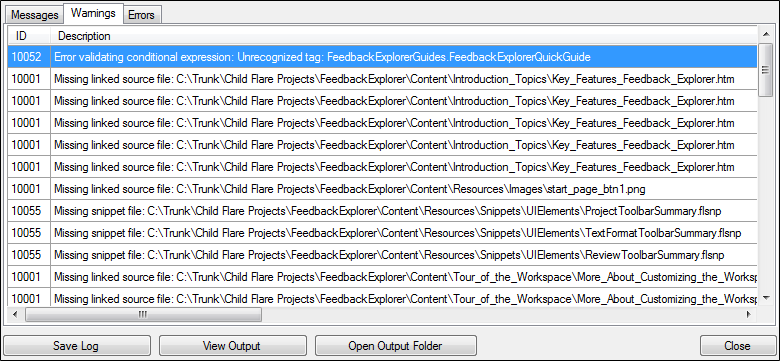 Messages Warnings Errors
ID Description
10052 Error validating conditional expression: Unrecognized tag: FeedbackExplorerGuides.FeedbackExplorerQuickGuide
10001 Missing linked source file: C:\Trunk\Child Flare Projects\FeedbackExplorer\Content\Introduction_Topics\Key_Features_Feedback_Explorer.htm
10001 Missing linked source file: C:\Trunk\Child Flare Projects\FeedbackExplorer\Content\Introduction_Topics\Key_Features_Feedback_Explorer.htm
10001 Missing linked source file: C:\Trunk\Child Flare Projects\FeedbackExplorer\Content\Introduction_Topics\Key_Features_Feedback_Explorer.htm
10001 Missing linked source file: C:\Trunk\Child Flare Projects\FeedbackExplorer\Content\Introduction_Topics\Key_Features_Feedback_Explorer.htm
10001 Missing linked source file: C:\Trunk\Child Flare Projects\FeedbackExplorer\Content\Introduction_Topics\Key_Features_Feedback_Explorer.htm
10001 Missing linked source file: C:\Trunk\Child Flare Projects\FeedbackExplorer\Content\Resources\Images\start_page_btn1.png
10055 Missing snippet file: C:\Trunk\Child Flare Projects\FeedbackExplorer\Content\Resources\Snippets\UIElements\ProjectToolbarSummary.flsnp
10055 Missing snippet file: C:\Trunk\Child Flare Projects\FeedbackExplorer\Content\Resources\Snippets\UIElements\TextFormatToolbarSummary.flsnp
10055 Missing snippet file: C:\Trunk\Child Flare Projects\FeedbackExplorer\Content\Resources\Snippets\UIElements\ReviewToolbarSummary.flsnp
10001 Missing linked source file: C:\Trunk\Child Flare Projects\FeedbackExplorer\Content\Tour_of_the_Workspace\More_About_Customizing_the_Worksp
10001 Missing linked source file: C:\Trunk\Child Flare Projects\FeedbackExplorer\Content\Tour_of_the_Workspace\More_About_Customizing_the_Worksp
Save Log View Output Open Output Folder Close